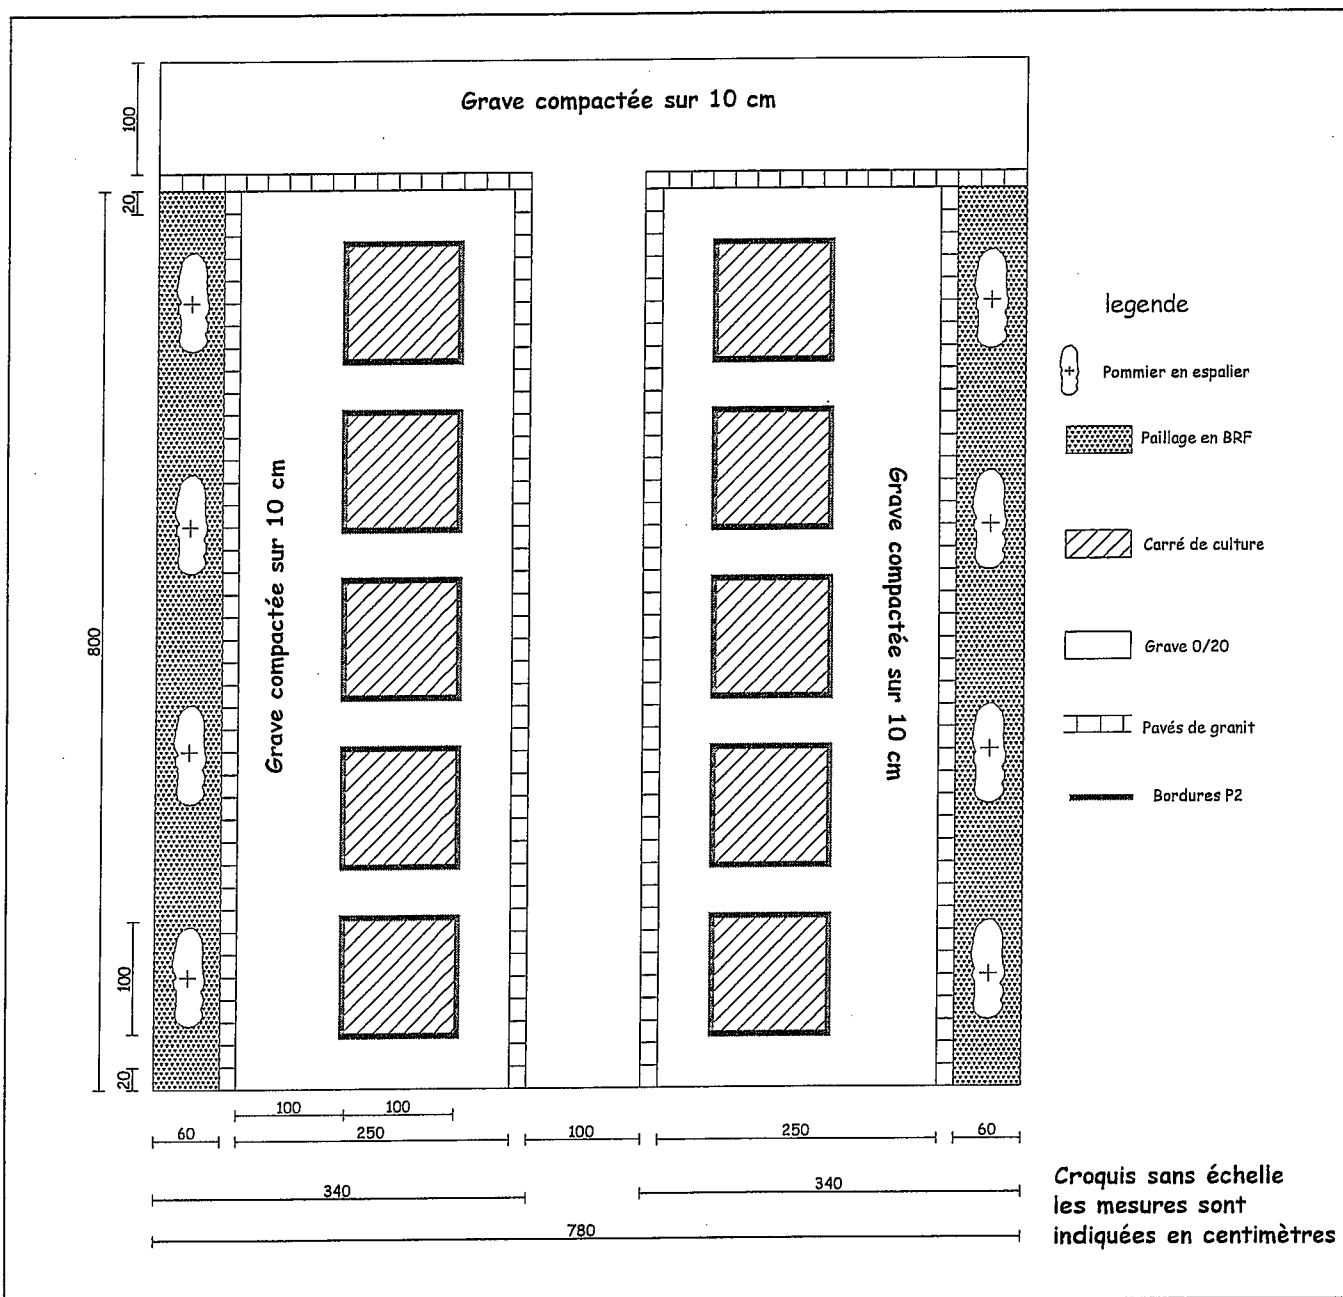 Grave compactée sur 10 cm
100
20
800
100
20
Grave compactée sur 10 cm
Grave compactée sur 10 cm
legende
Pommier en espalier
Paillage en BRF
Carré de culture
Grave 0/20
Pavés de granit
Bordures P2
100 100
60 250 100 250 60
340 340
780
Croquis sans échelle
les mesures sont
indiquées en centimètres